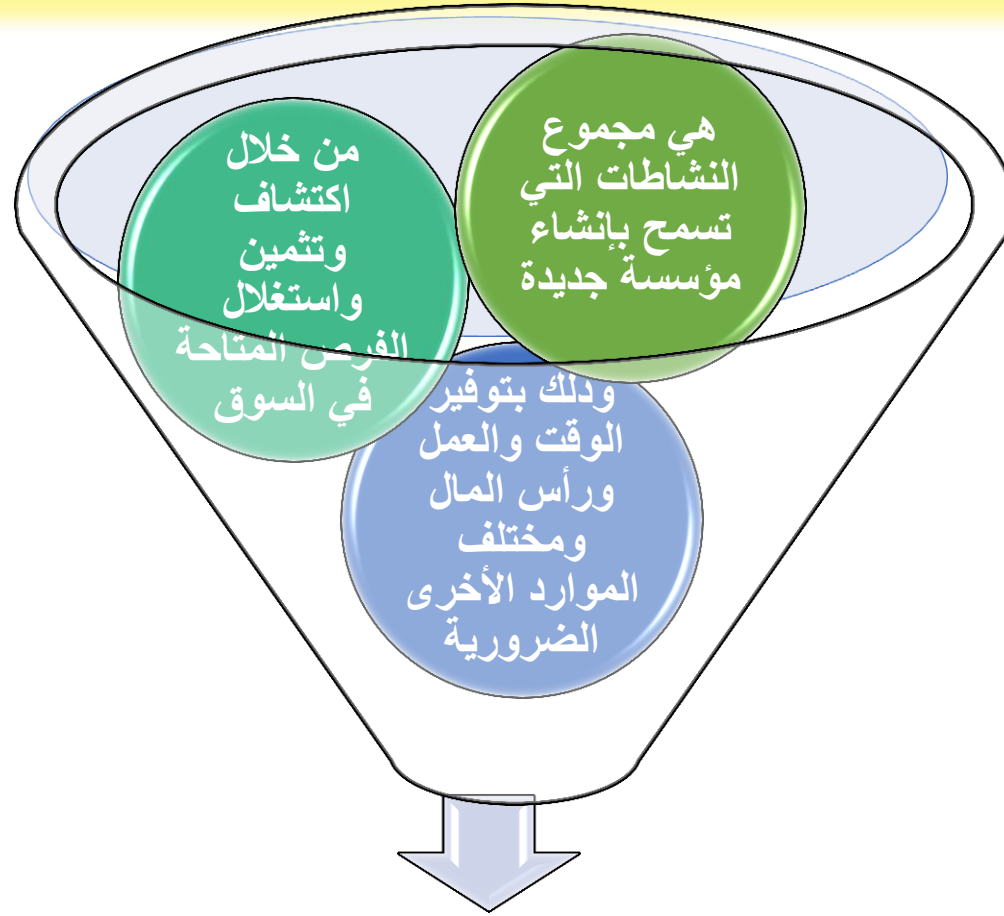 هي مجموع
النشاطات التي
تسمح بإنشاء
مؤسسة جديدة
من خلال
اكتشاف
وتثمين
واستغلال
الفرص المتاحة
في السوق
وذلك بتوفير
الوقت والعمل
ورأس المال
ومختلف
الموارد الأخرى
الضرورية